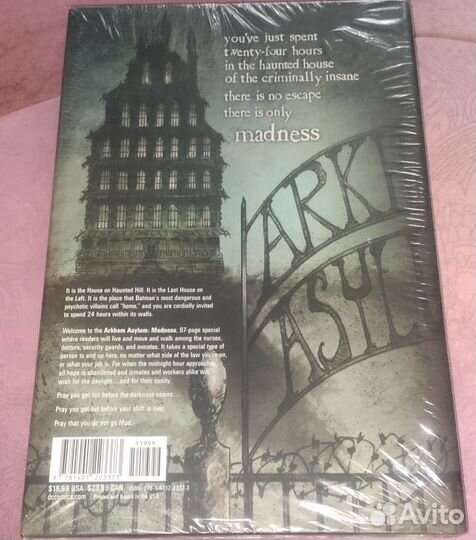 you've just spent
twenty-four hours
in the haunted house
of the criminally insane
there is no escape
there is only
madness
ARKH
ASYL
It is the House on Haunted Hill. It is the Last House on
the Left. It is the place that Batman's most dangerous and
psychotic villains call "home," and you are cordially invited
to spend 24 hours within its walls.
Welcome to the Arkham Asylum: Madness, 97-page special
where readers will live and move and walk among the nurses,
doctors, security guards, and inmates. It takes a special type of
person to end up here, no matter what side of the law you're on,
or what your job is. For when the midnight hour approaches,
all hope is abandoned and inmates and workers alike will
wish for the daylight...and for their sanity.
Pray you get out before the darkness comes...
Pray you get out before your shift is over.
Pray that you do not go Mad.
51999
9 781401 223373
$19.99 USA $23.99 CAN ISBN:
dccomics.com Printed and Bound in the USA
Avito